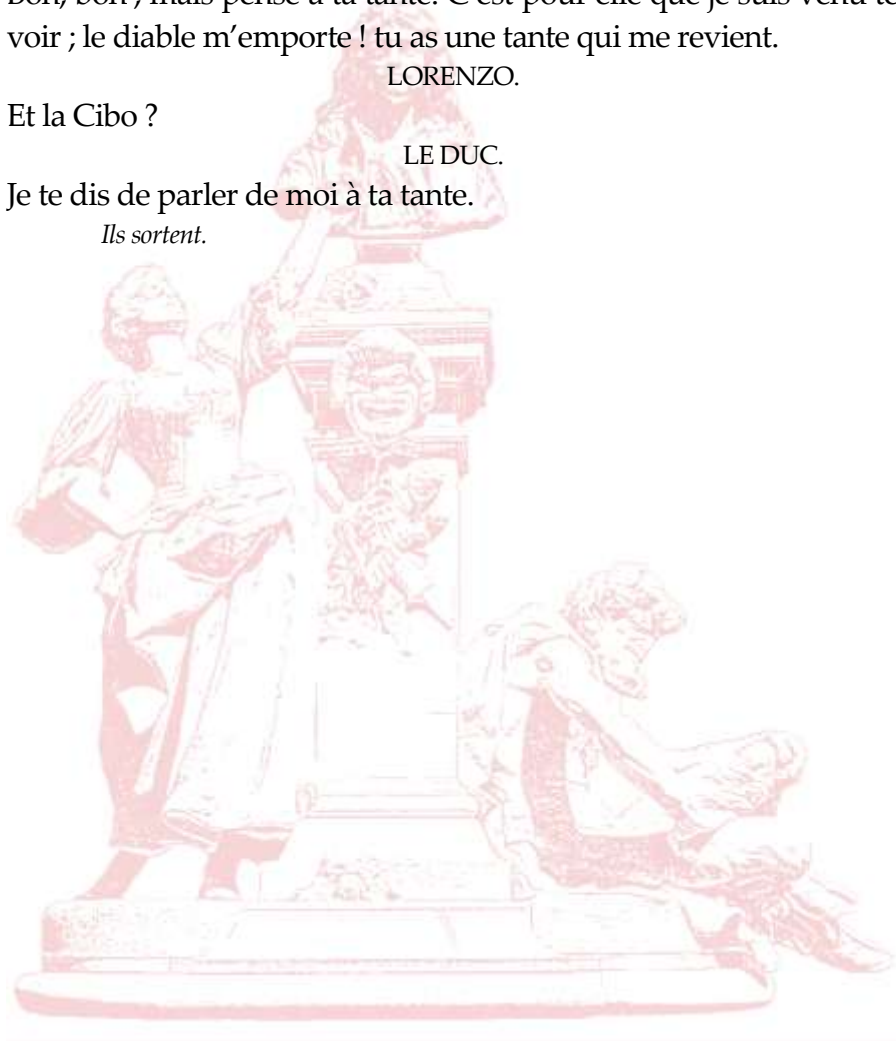 Bon, bon ; mais pense à ta tante. C'est pour elle que je suis venu te
voir ; le diable m’emporte ! tu as une tante qui me revient.
LORENZO.
Et la Cibo ?
LE DUC.
Je te dis de parler de moi à ta tante.
Ils sortent.